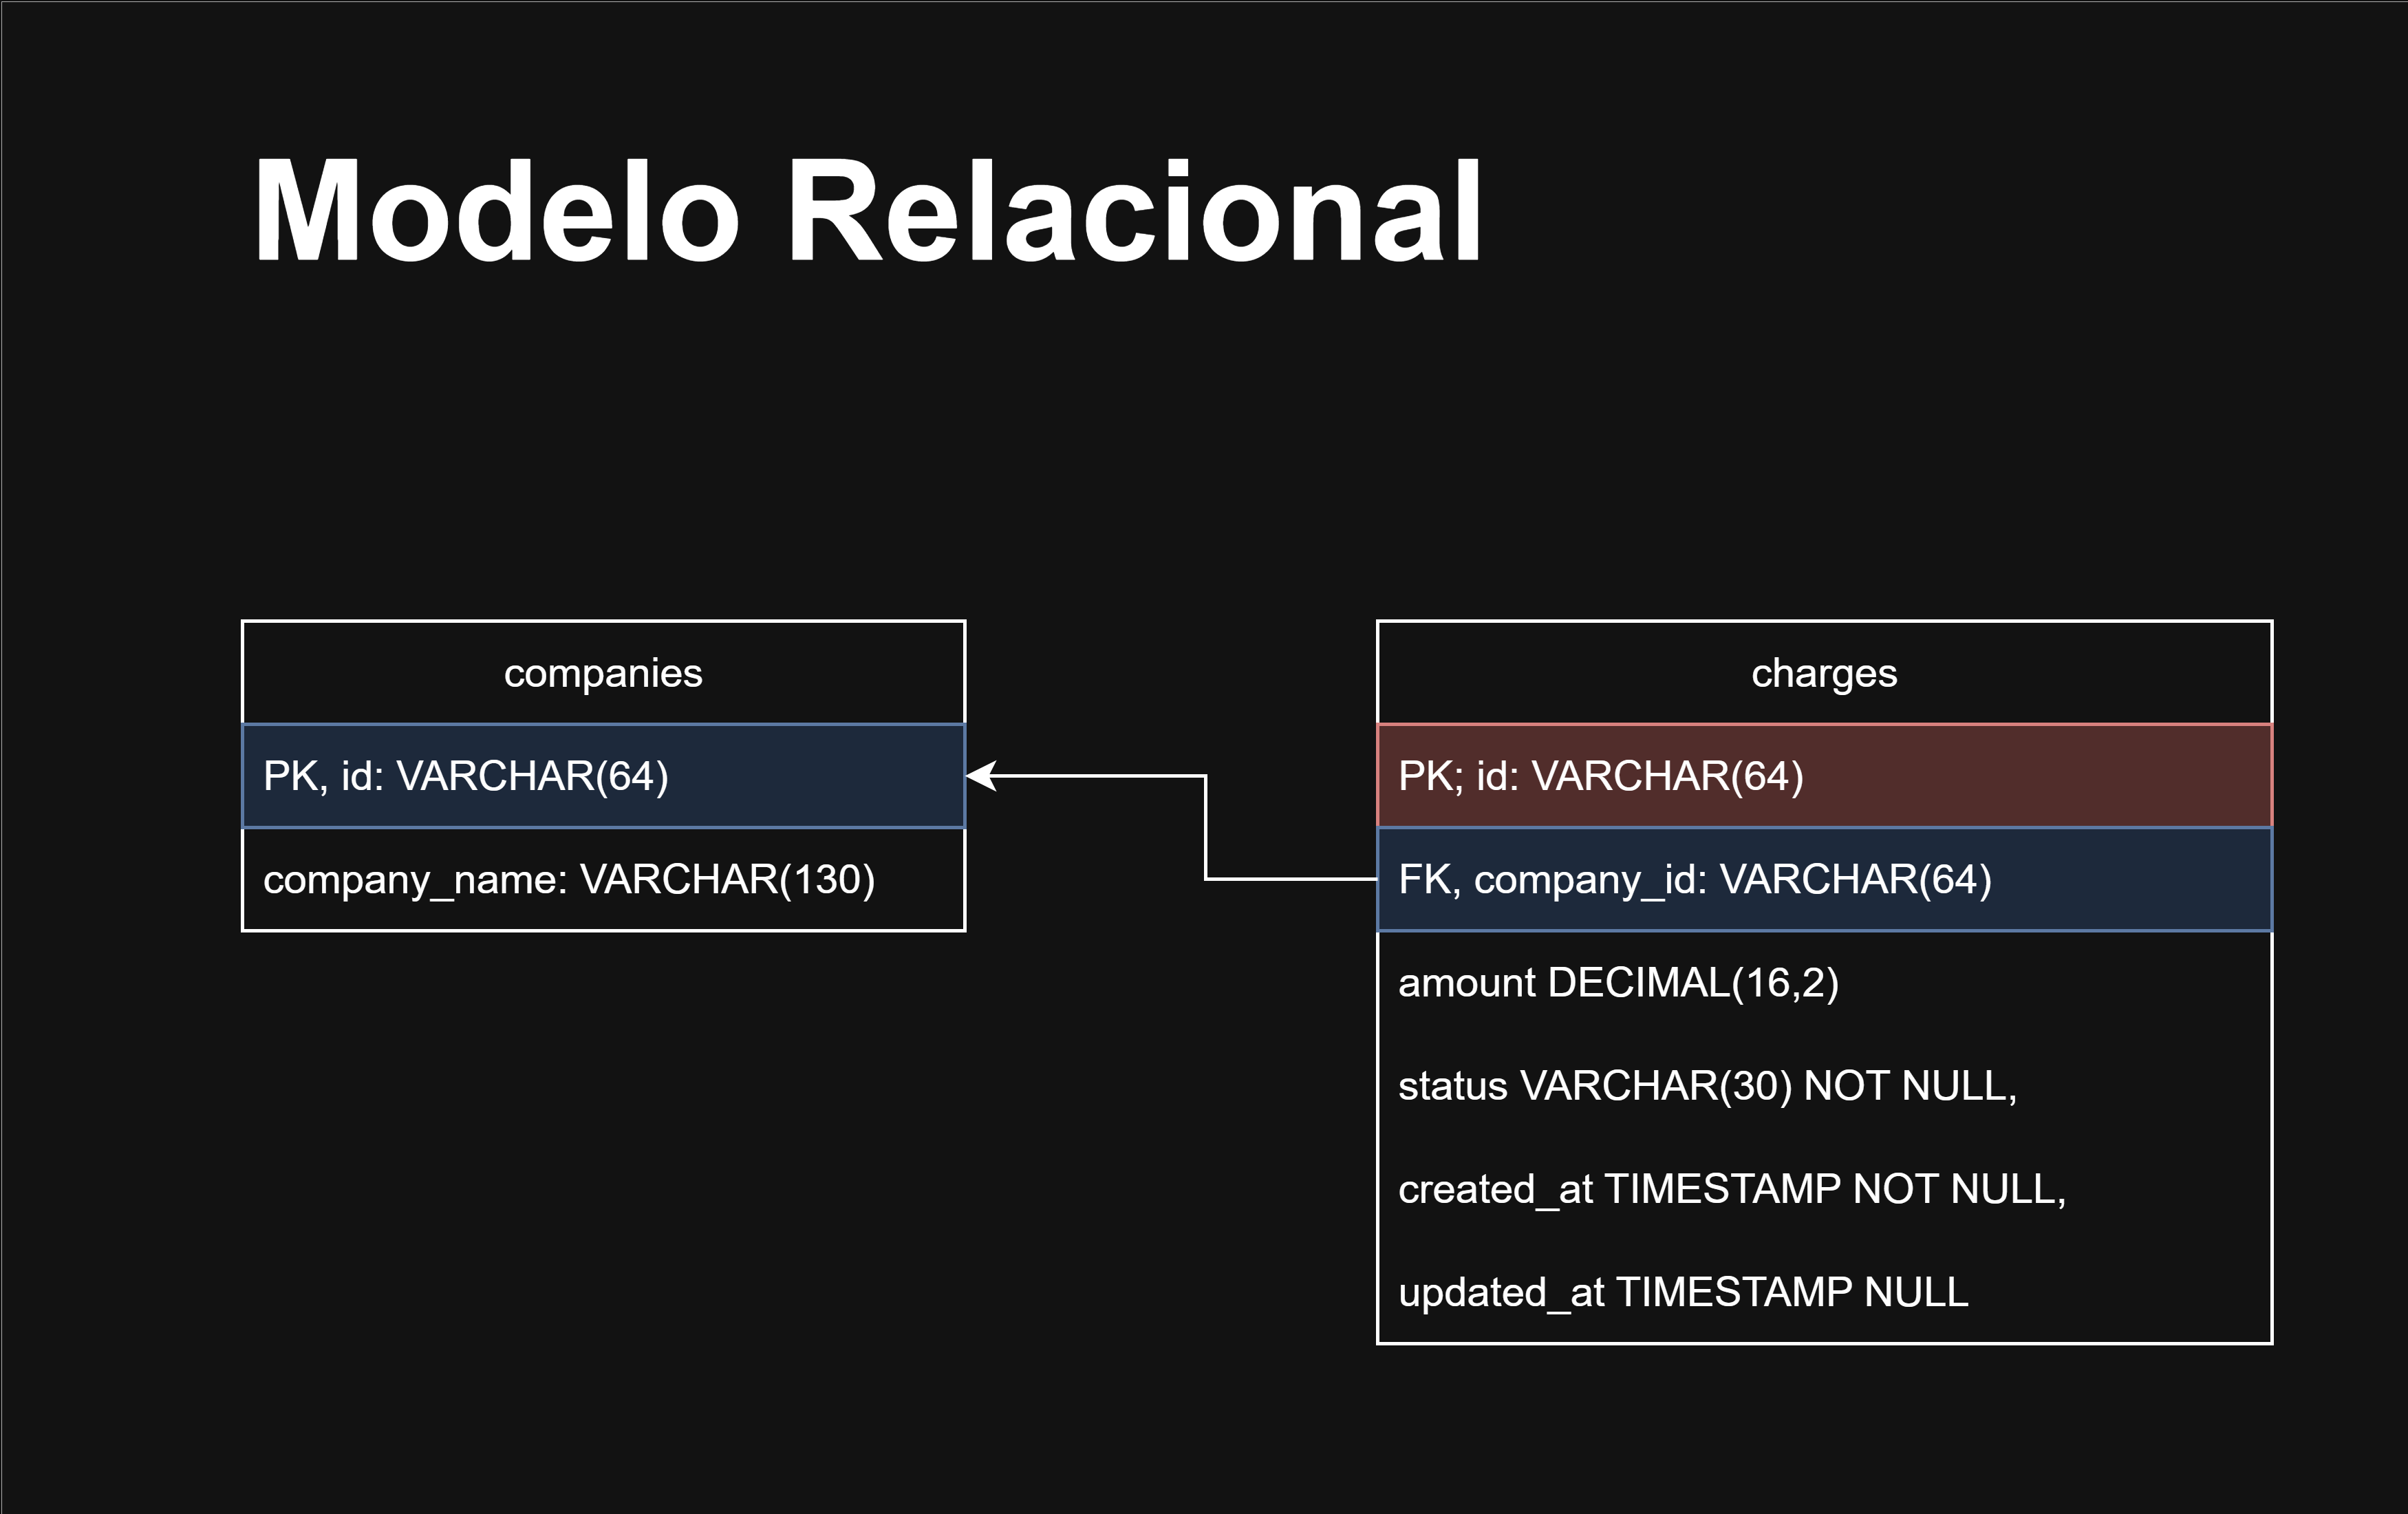 Modelo Relacional
companies
PK, id: VARCHAR(64)
company_name: VARCHAR(130)
charges
PK; id: VARCHAR(64)
FK, company_id: VARCHAR(64)
amount DECIMAL(16,2)
status VARCHAR(30) NOT NULL,
created_at TIMESTAMP NOT NULL,
updated_at TIMESTAMP NULL